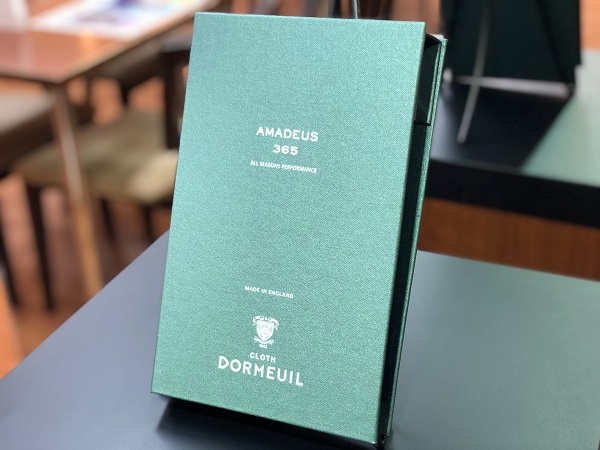 AMADEUS
365
ALL SEASONS PERFORMANCE
MADE IN ENGLAND
CLOTH
DORMEUIL